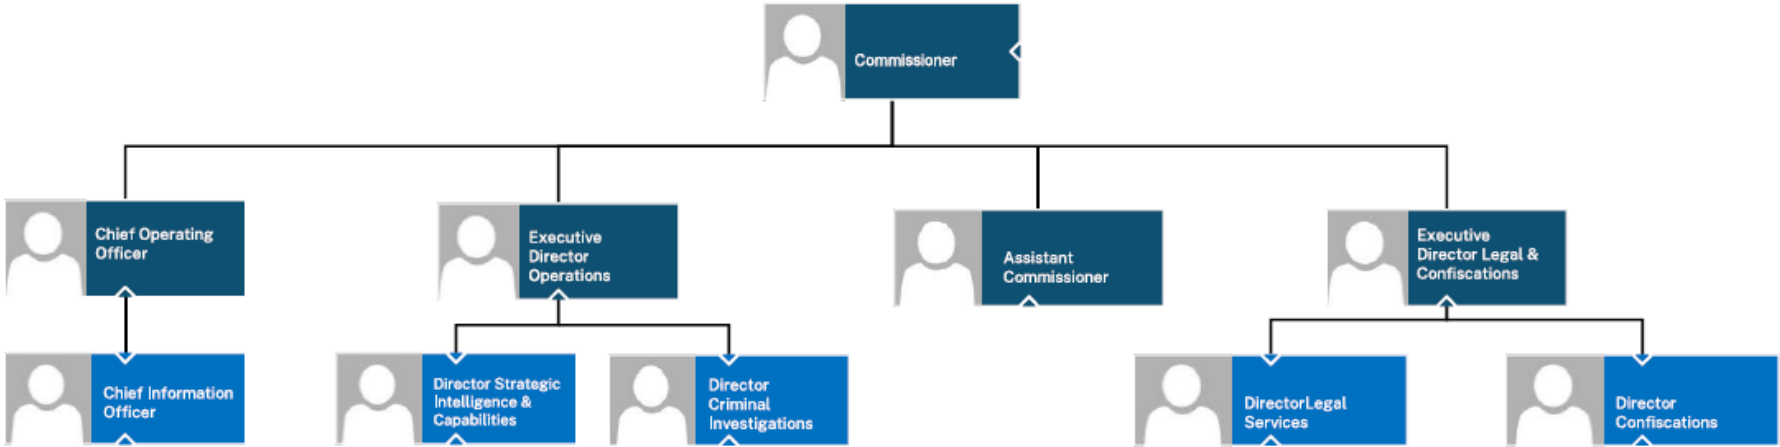 Commissioner
Chief Operating
Officer
Executive
Director
Operations
Assistant
Commissioner
Executive
Director Legal &
Confiscations
Chief Information
Officer
Director Strategic
Intelligence &
Capabilities
Director
Criminal
Investigations
DirectorLegal
Services
Director
Confiscations